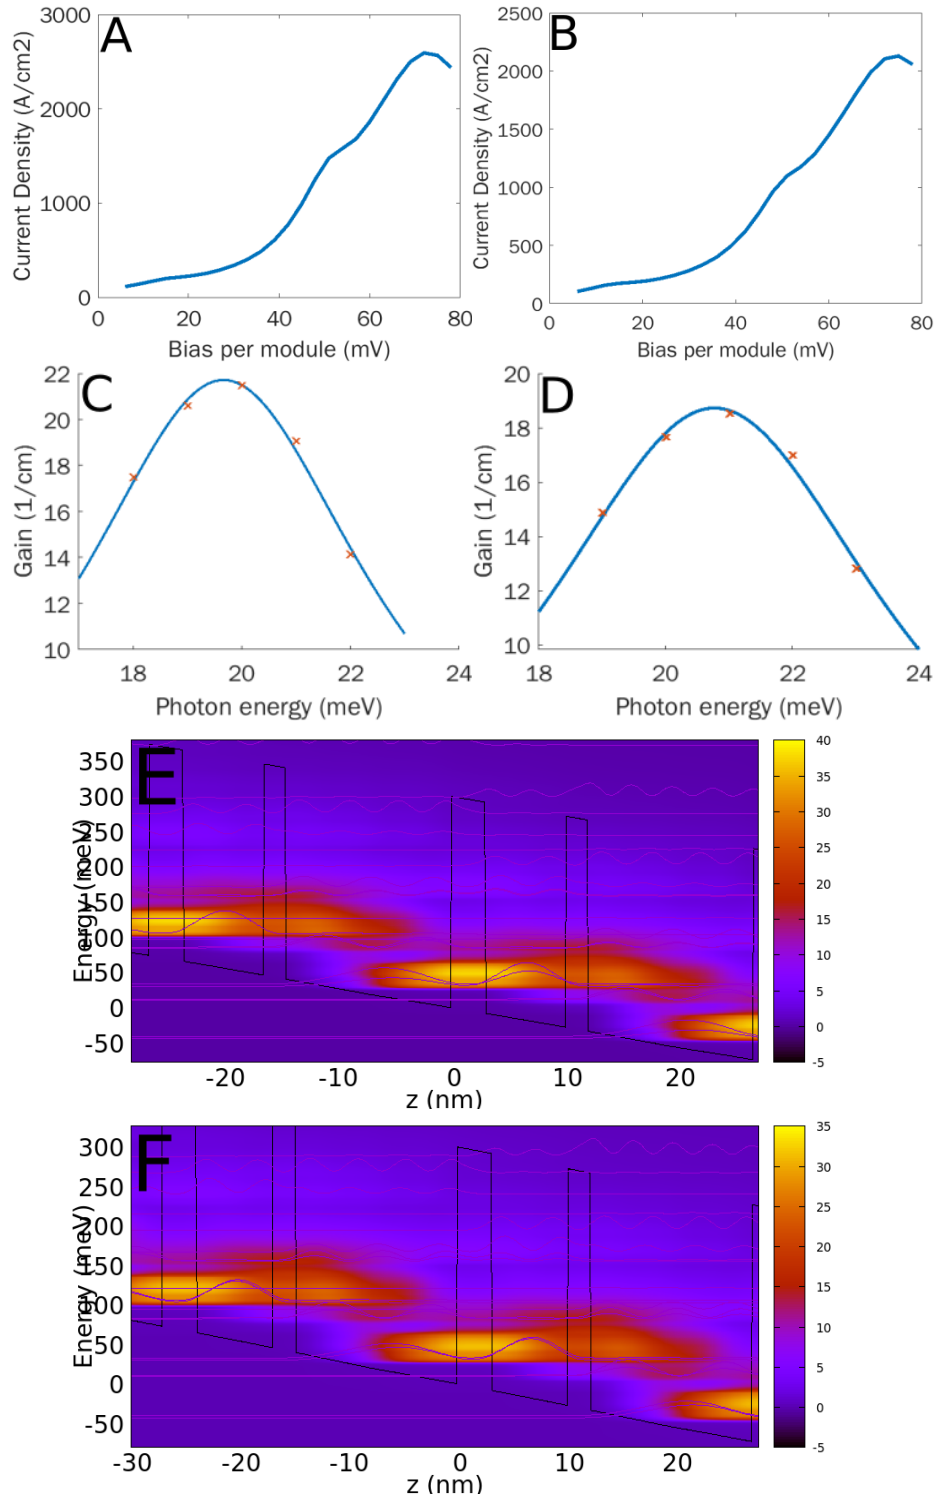 A
3000
2000
1000
0
Current Density (A/cm2)
0 20 40 60 80
Bias per module (mV)
B
2500
2000
1500
1000
500
0
Current Density (A/cm2)
0 20 40 60 80
Bias per module (mV)
C
22
20
18
16
14
12
10
Gain (1/cm)
18 20 22 24
Photon energy (meV)
D
20
18
16
14
12
10
Gain (1/cm)
18 20 22 24
Photon energy (meV)
E
350
300
250
200
150
100
50
0
-50
Energy (meV)
-20 -10 0 10 20
z (nm)
40
35
30
25
20
15
10
5
0
-5
F
300
250
200
150
100
50
0
-50
Energy (meV)
-30 -20 -10 0 10 20
z (nm)
35
30
25
20
15
10
5
0
-5